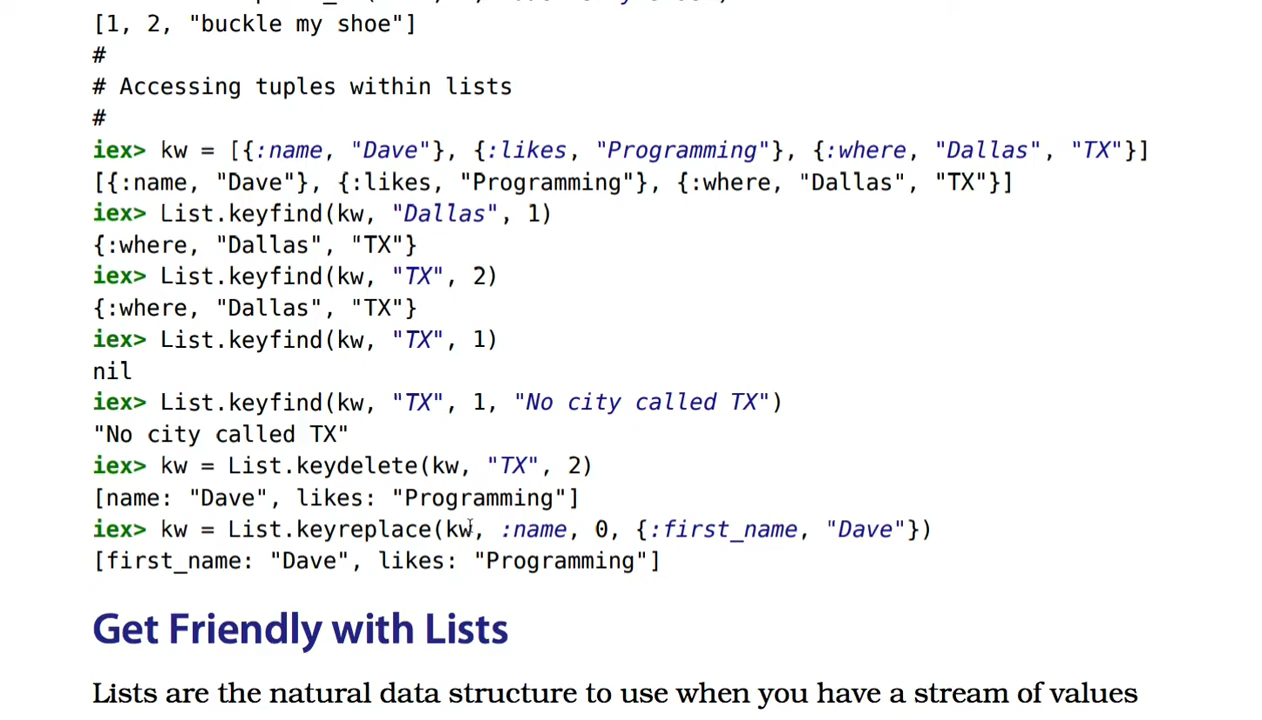 [1, 2, "buckle my shoe"]
#
# Accessing tuples within lists
#
iex> kw = [{:name, "Dave"}, {:likes, "Programming"}, {:where, "Dallas", "TX"}]
[{:name, "Dave"}, {:likes, "Programming"}, {:where, "Dallas", "TX"}]
iex> List.keyfind(kw, "Dallas", 1)
{:where, "Dallas", "TX"}
iex> List.keyfind(kw, "TX", 2)
{:where, "Dallas", "TX"}
iex> List.keyfind(kw, "TX", 1)
nil
iex> List.keyfind(kw, "TX", 1, "No city called TX")
"No city called TX"
iex> kw = List.keydelete(kw, "TX", 2)
[name: "Dave", likes: "Programming"]
iex> kw = List.keyreplace(kw, :name, 0, {:first_name, "Dave"})
[first_name: "Dave", likes: "Programming"]
Get Friendly with Lists
Lists are the natural data structure to use when you have a stream of values